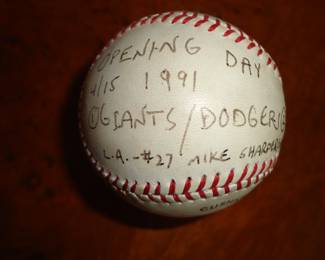 OPENING DAY
4/15 1991
GIANTS/DODGERS
L.A.-#27 MIKE SHARPERSON